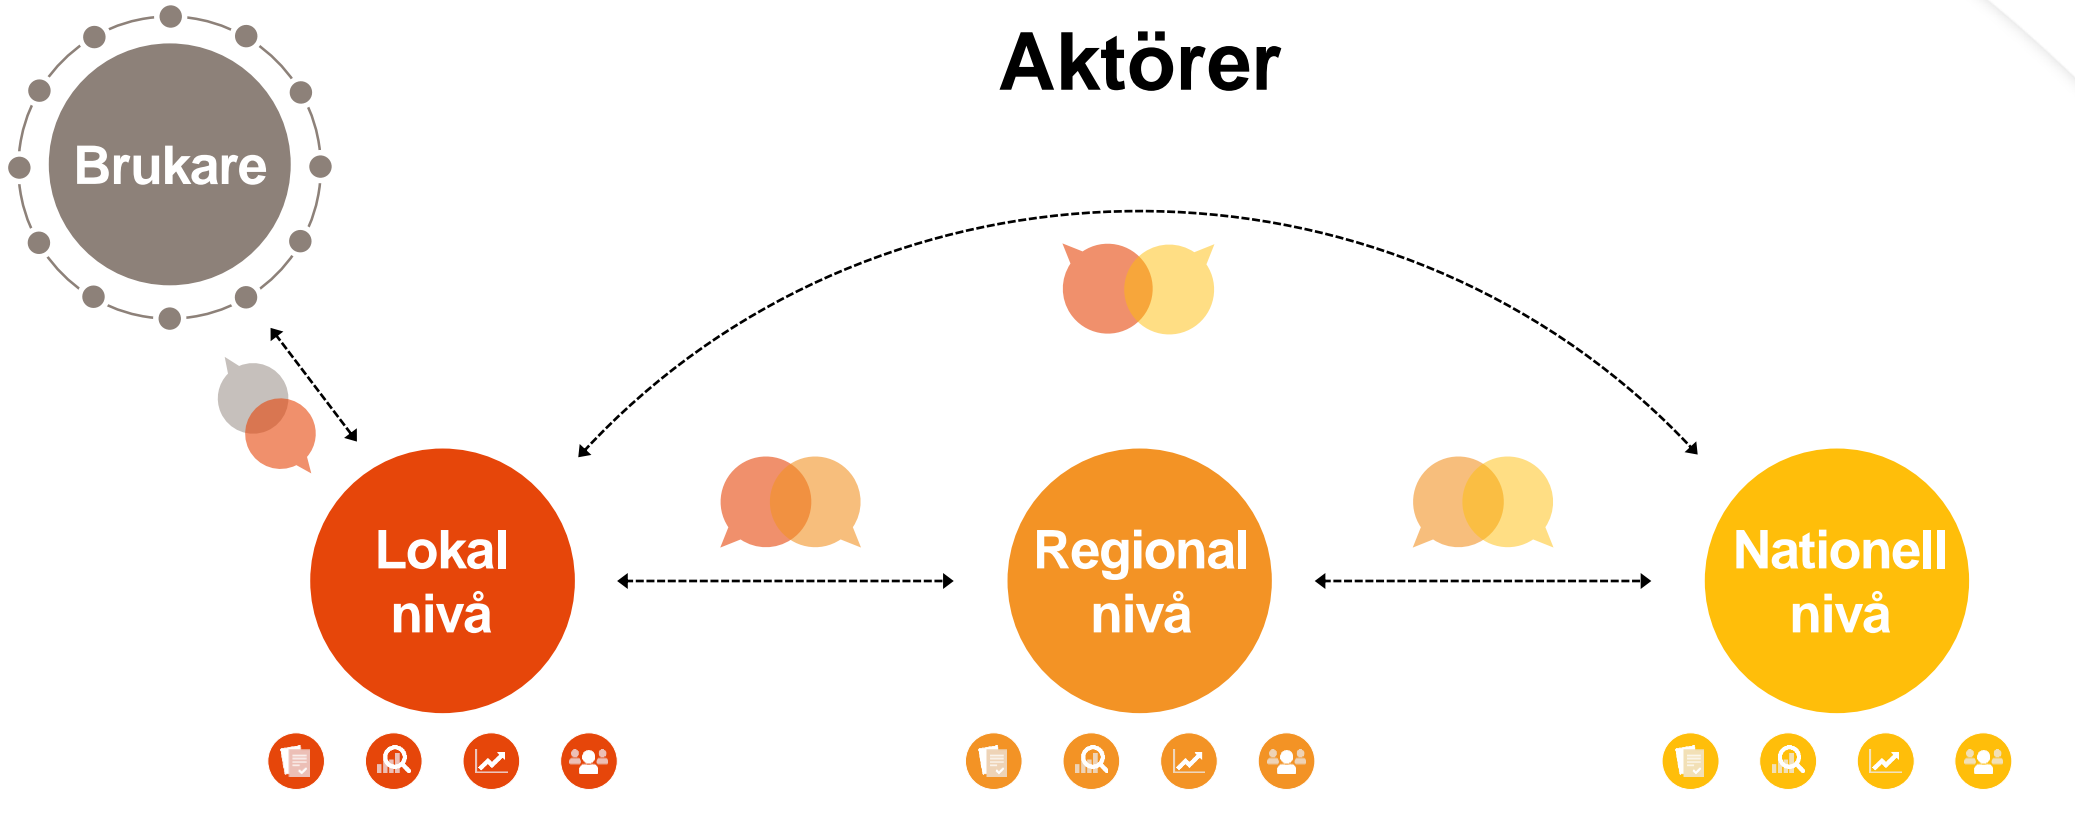 Aktörer
Brukare
Lokal
nivå
Regional
nivå
Nationell
nivå